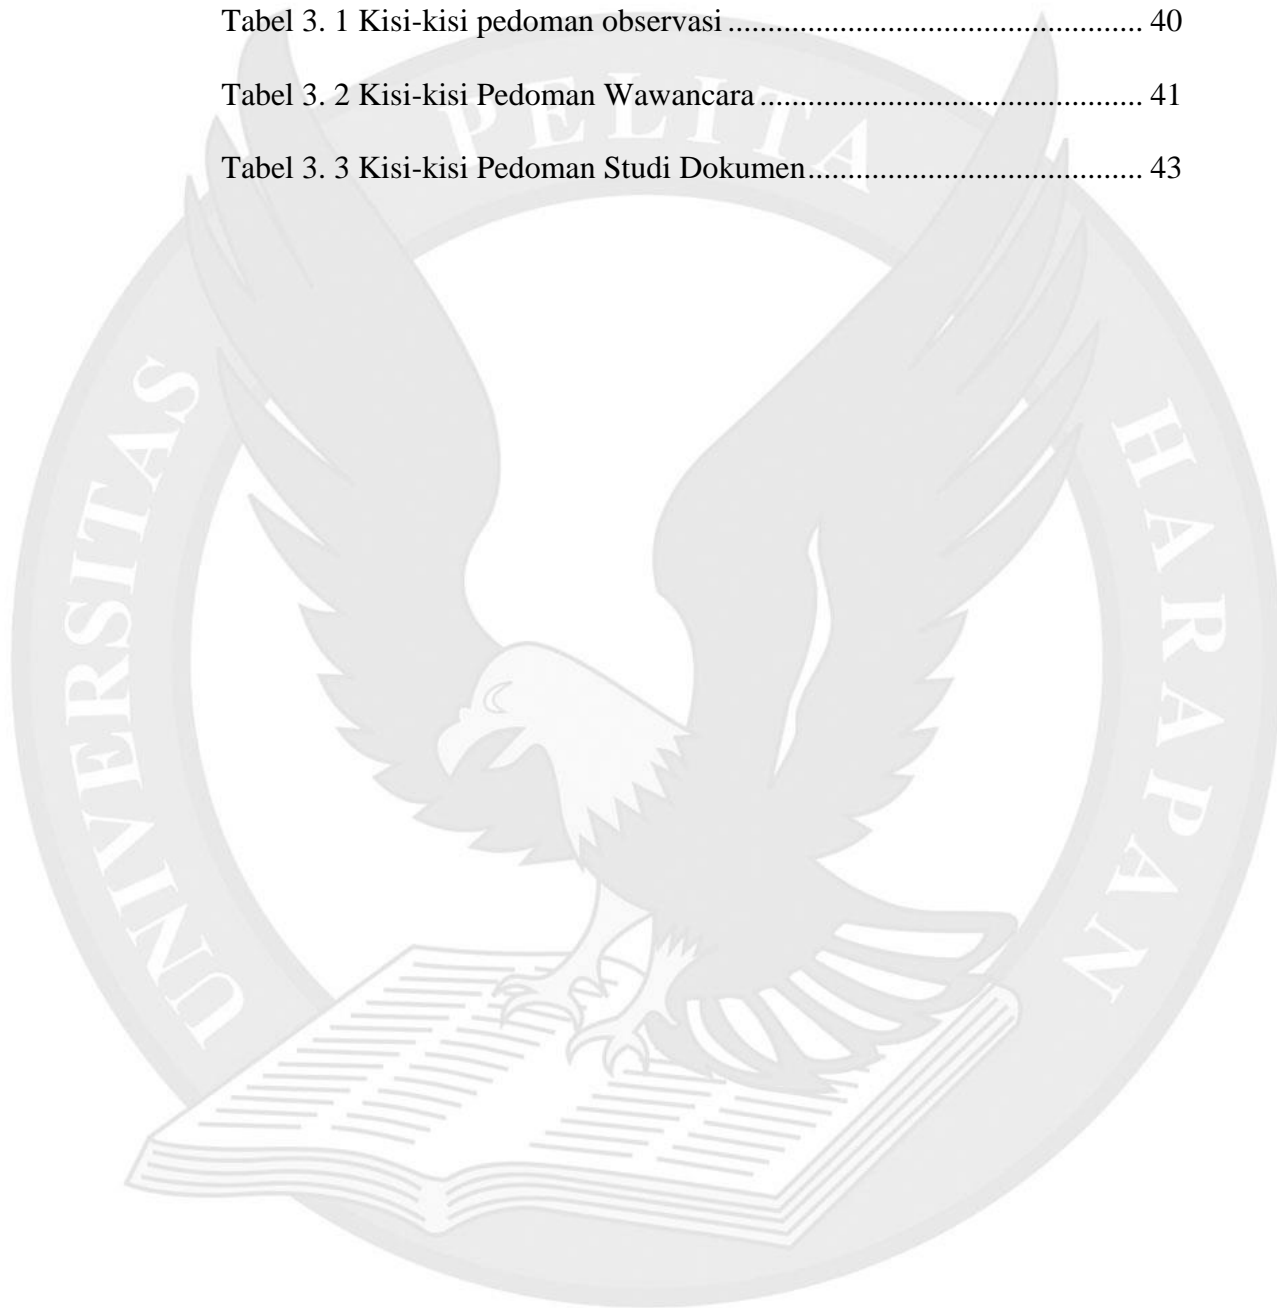 Tabel 3. 1 Kisi-kisi pedoman observasi .................................................. 40
Tabel 3. 2 Kisi-kisi Pedoman Wawancara .............................................. 41
Tabel 3. 3 Kisi-kisi Pedoman Studi Dokumen........................................ 43
UNIVERSITAS PELITA HARAPAN